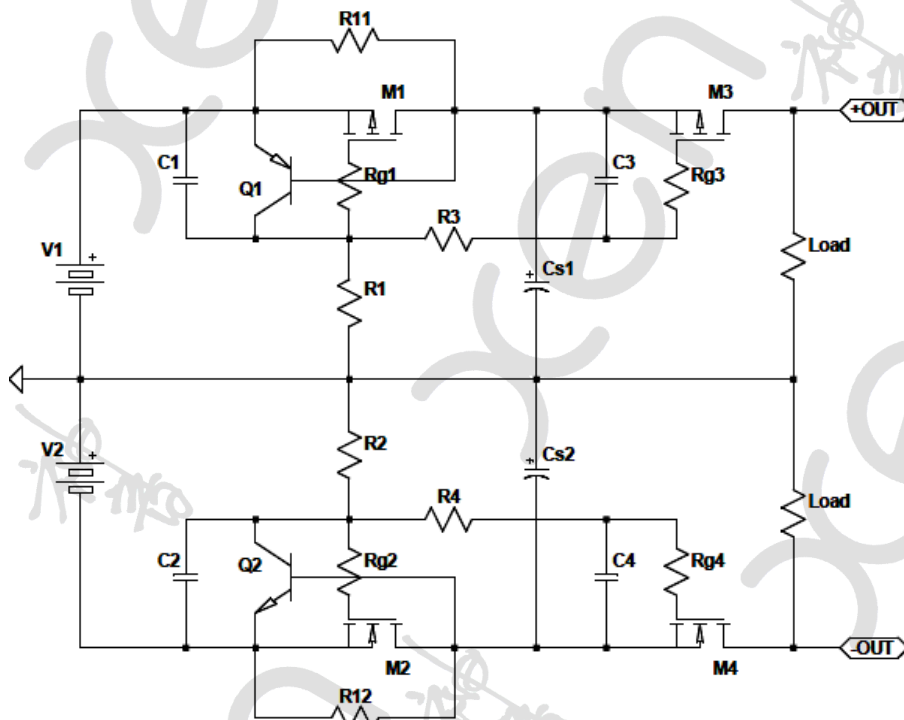 R11
M1
M3
+OUT
C1
Q1
Rg1
C3
Rg3
R3
Load
V1
+
R1
+
Cs1
R2
V2
+
Cs2
+
R4
Load
C2
Q2
Rg2
C4
Rg4
M2
M4
-OUT
R12
xen